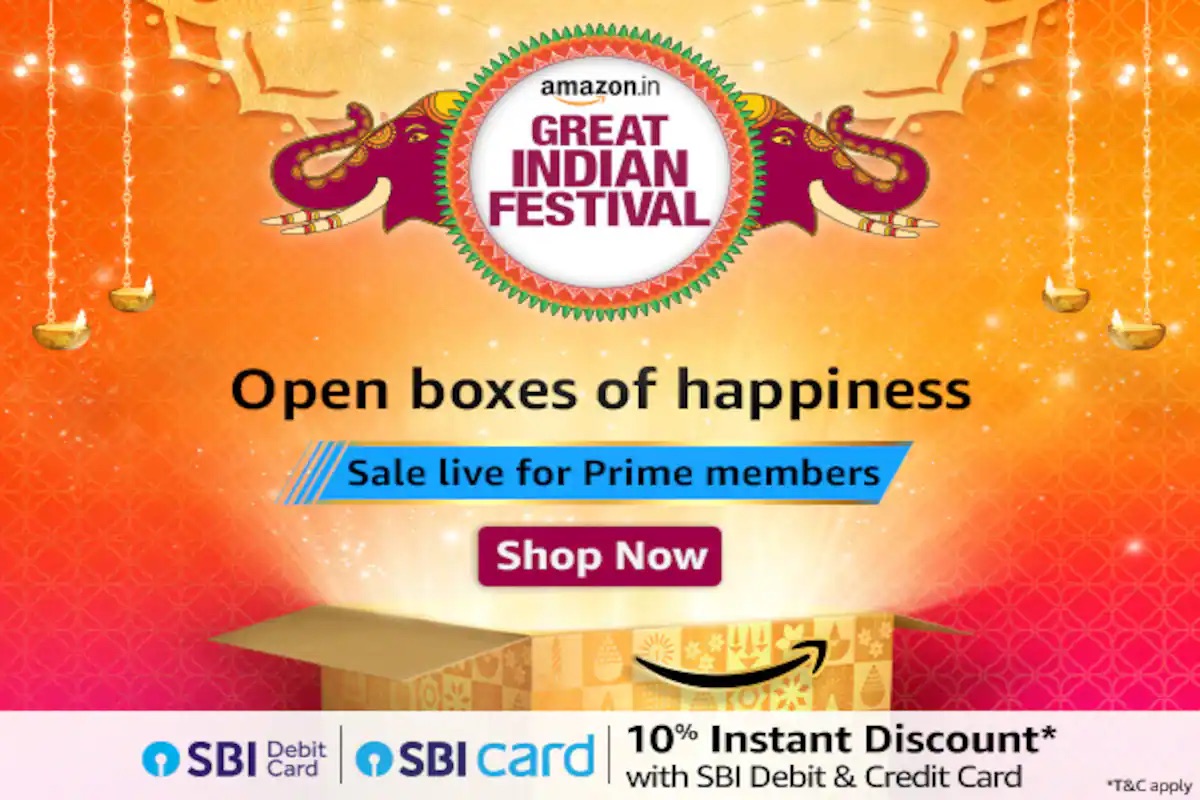 amazon.in
GREAT
INDIAN
FESTIVAL
Open boxes of happiness
Sale live for Prime members
Shop Now
SBI Debit Card
SBI card
10% Instant Discount*
with SBI Debit & Credit Card
*T&C apply